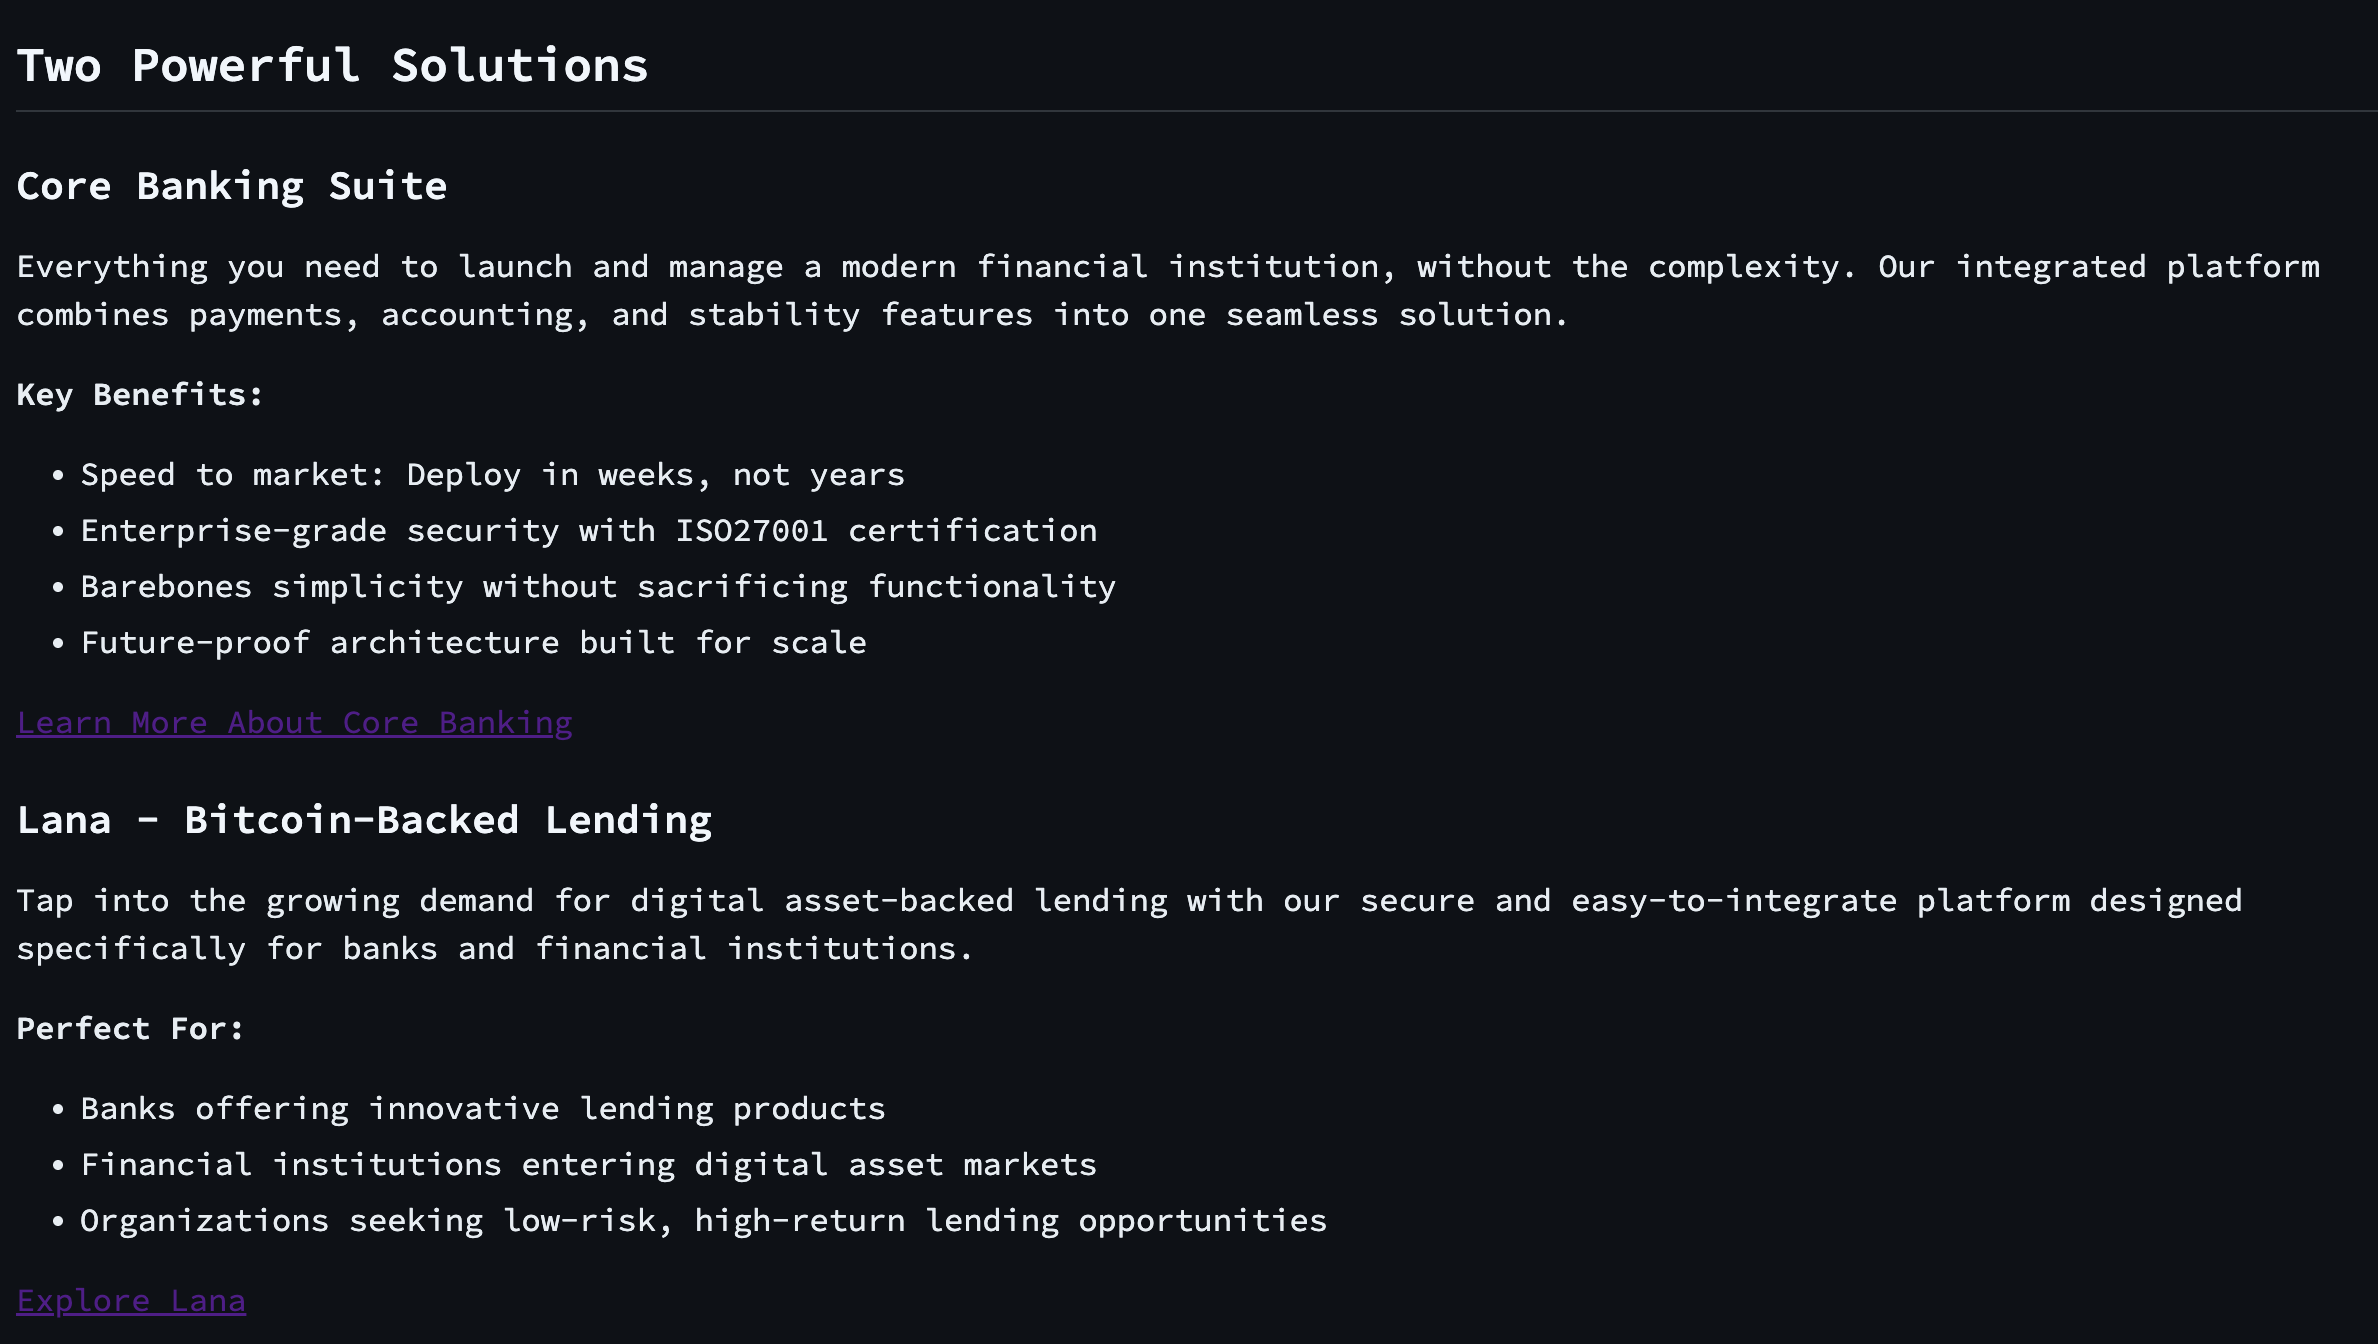 Two Powerful Solutions
Core Banking Suite
Everything you need to launch and manage a modern financial institution, without the complexity. Our integrated platform
combines payments, accounting, and stability features into one seamless solution.
Key Benefits:
• Speed to market: Deploy in weeks, not years
• Enterprise-grade security with ISO27001 certification
• Barebones simplicity without sacrificing functionality
• Future-proof architecture built for scale
Learn More About Core Banking
Lana - Bitcoin-Backed Lending
Tap into the growing demand for digital asset-backed lending with our secure and easy-to-integrate platform designed
specifically for banks and financial institutions.
Perfect For:
• Banks offering innovative lending products
• Financial institutions entering digital asset markets
• Organizations seeking low-risk, high-return lending opportunities
Explore Lana